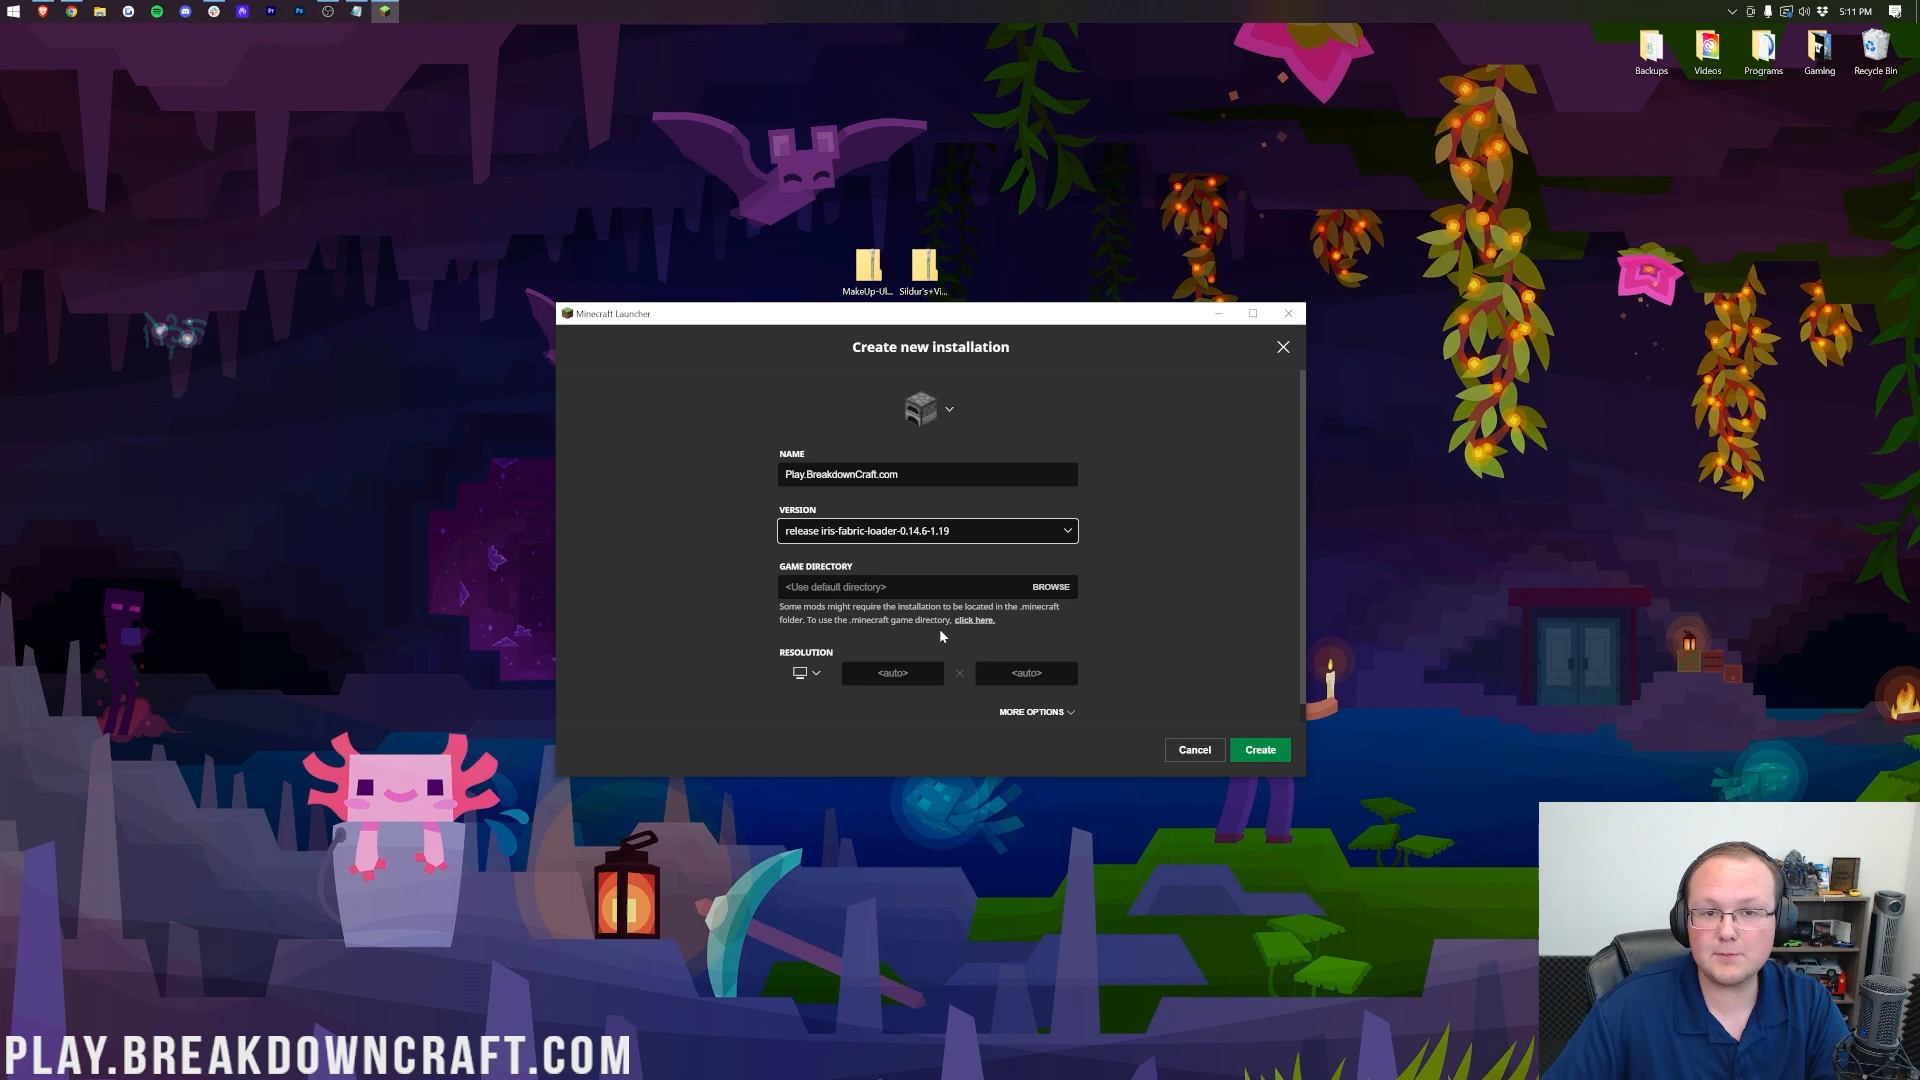 5:11 PM
Backups
Videos
Programs
Gaming
Recycle Bin
MakeUp-Ul...
Sildur's+Vi...
Minecraft Launcher
Create new installation
NAME
Play.BreakdownCraft.com
VERSION
release iris-fabric-loader-0.14.6-1.19
GAME DIRECTORY
<Use default directory>
BROWSE
Some mods might require the installation to be located in the .minecraft
folder. To use the .minecraft game directory, click here.
RESOLUTION
<auto>
<auto>
MORE OPTIONS
Cancel
Create
PLAY.BREAKDOWNCRAFT.COM